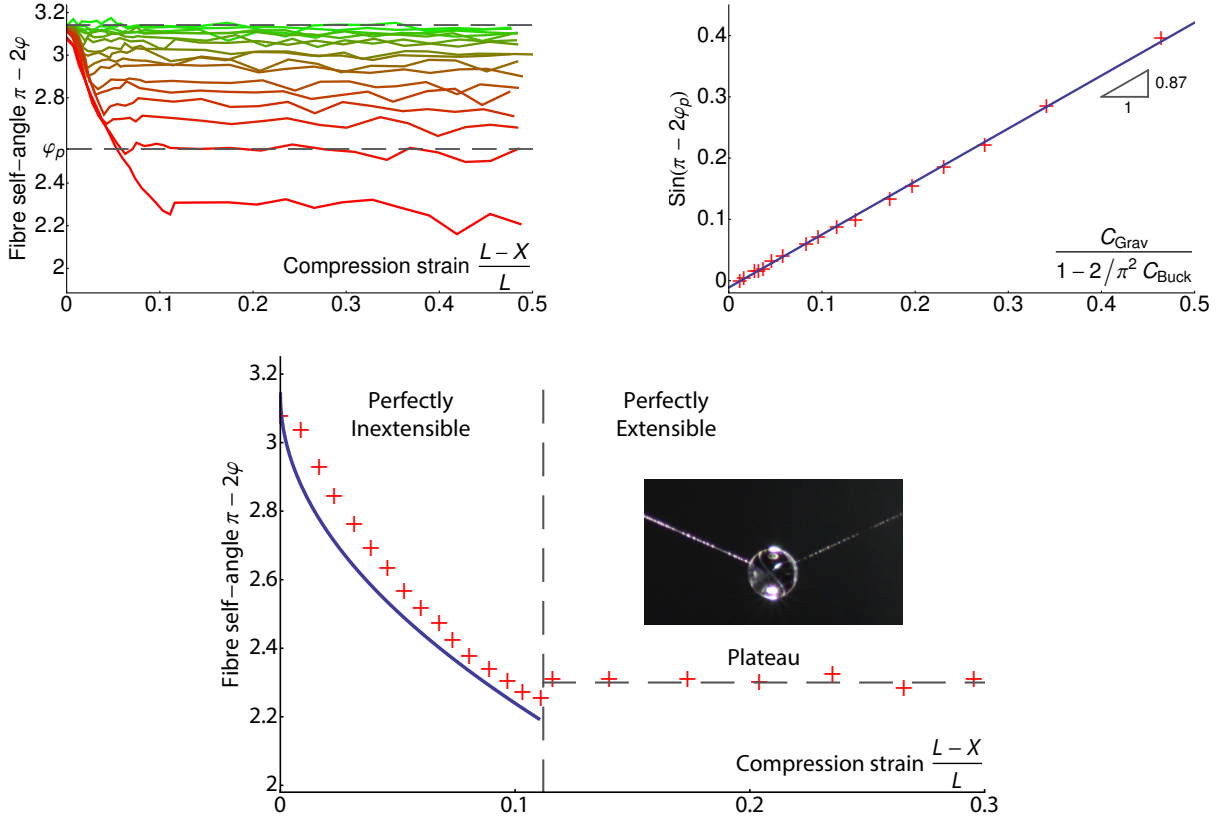 3.2
3
2.8
φp
2.4
2.2
2
Fibre self-angle π − 2φ
Compression strain L − X / L
0
0.1
0.2
0.3
0.4
0.5
0.4
0.3
0.2
0.1
0
Sin(π − 2φp)
0.87
1
CGrav
1 − 2/π² CBuck
0
0.1
0.2
0.3
0.4
0.5
3.2
3
2.8
2.6
2.4
2.2
2
Fibre self-angle π − 2φ
Perfectly
Inextensible
Perfectly
Extensible
Plateau
Compression strain L − X / L
0
0.1
0.2
0.3